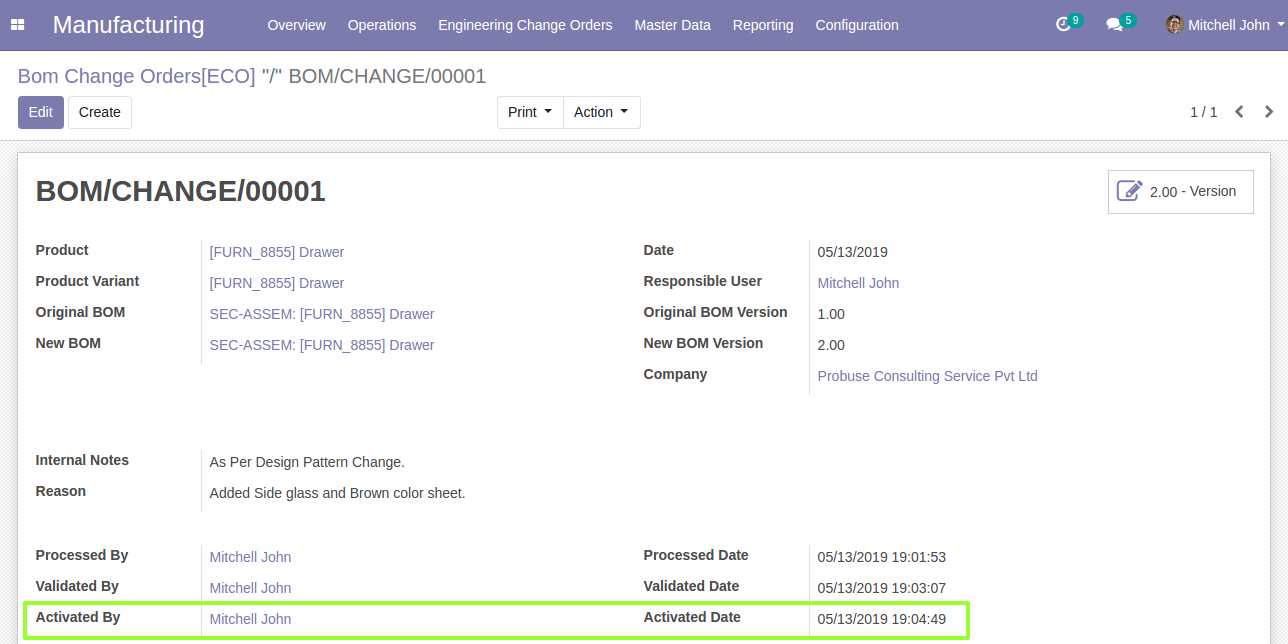 Manufacturing Overview Operations Engineering Change Orders Master Data Reporting Configuration 9 5 Mitchell John
Bom Change Orders[ECO] "/" BOM/CHANGE/00001
Edit Create Print Action 1 / 1
BOM/CHANGE/00001 2.00 - Version
Product [FURN_8855] Drawer Date 05/13/2019
Product Variant [FURN_8855] Drawer Responsible User Mitchell John
Original BOM SEC-ASSEM: [FURN_8855] Drawer Original BOM Version 1.00
New BOM SEC-ASSEM: [FURN_8855] Drawer New BOM Version 2.00
Company Probuse Consulting Service Pvt Ltd
Internal Notes As Per Design Pattern Change.
Reason Added Side glass and Brown color sheet.
Processed By Mitchell John Processed Date 05/13/2019 19:01:53
Validated By Mitchell John Validated Date 05/13/2019 19:03:07
Activated By Mitchell John Activated Date 05/13/2019 19:04:49